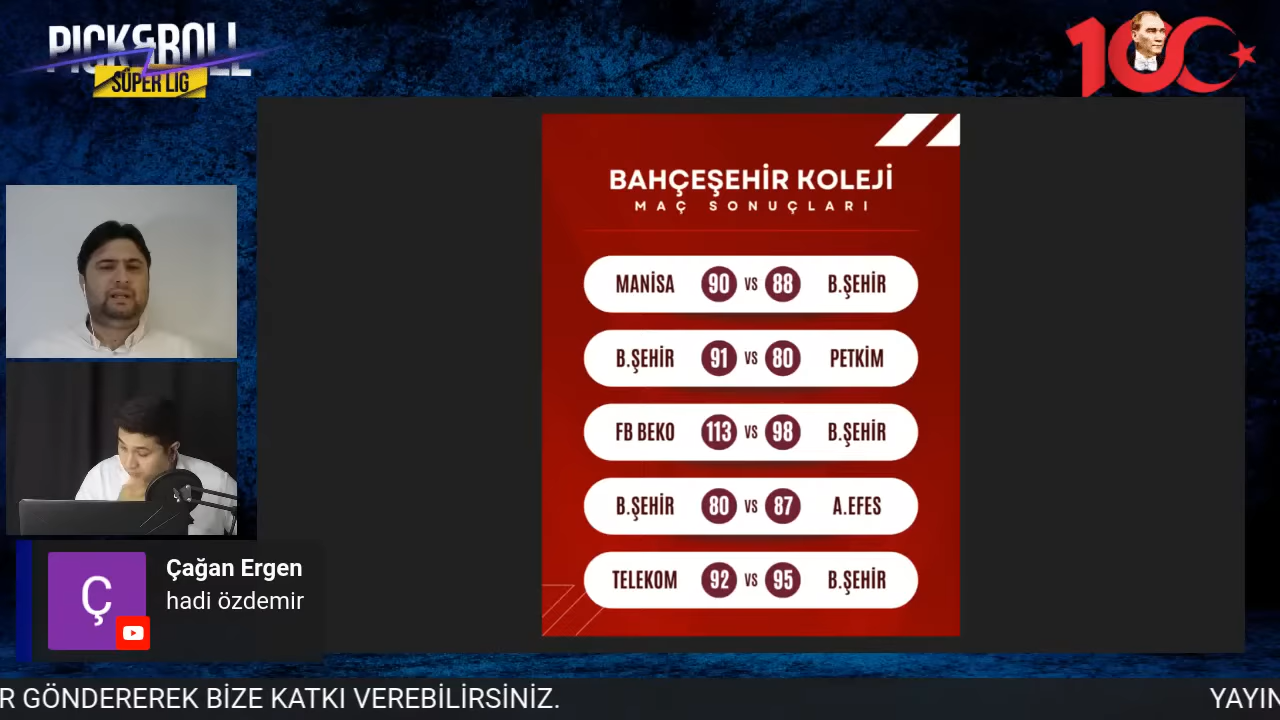 PICK&ROLL
SÜPER LIG
100
BAHÇEŞEHİR KOLEJİ
MAÇ SONUÇLARI
MANİSA 90 VS 88 B.ŞEHİR
B.ŞEHİR 91 VS 80 PETKİM
FB BEKO 113 VS 98 B.ŞEHİR
B.ŞEHİR 80 VS 87 A.EFES
TELEKOM 92 VS 95 B.ŞEHİR
Ç
Çağan Ergen
hadi özdemir
R GÖNDEREREK BİZE KATKI VEREBİLİRSİNİZ. YAYIN